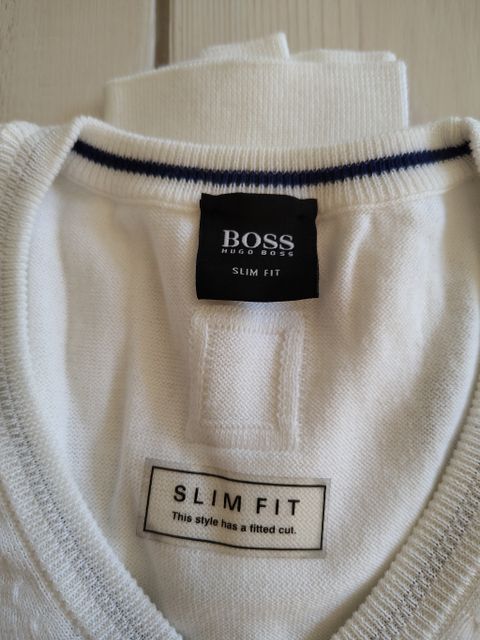 BOSS
HUGO BOSS
SLIM FIT
SLIM FIT
This style has a fitted cut.